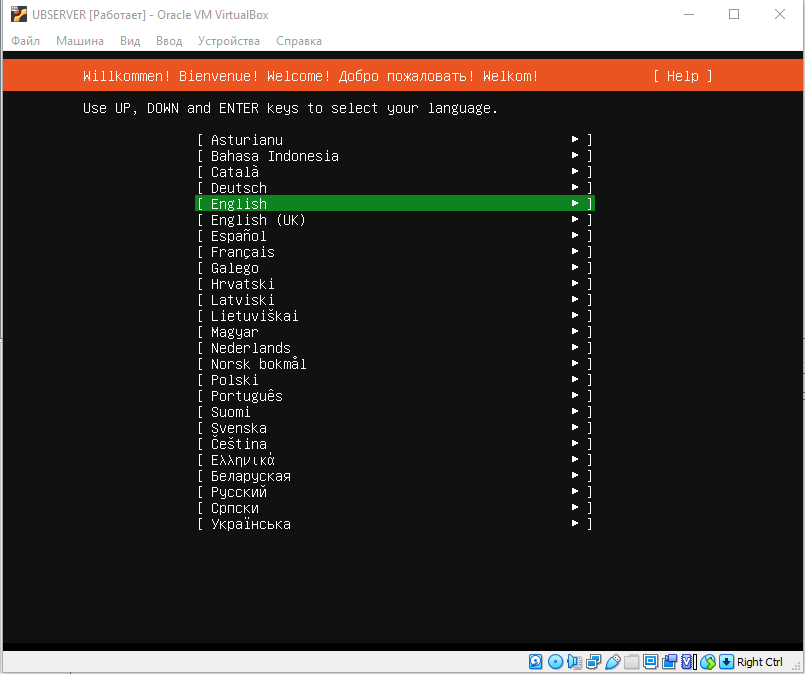 UBSERVER [Работает] - Oracle VM VirtualBox
Файл Машина Вид Ввод Устройства Справка
Willkommen! Bienvenue! Welcome! Добро пожаловать! Welkom! [ Help ]
Use UP, DOWN and ENTER keys to select your language.
[ Asturianu ► ]
[ Bahasa Indonesia ► ]
[ Català ► ]
[ Deutsch ► ]
[ English ► ]
[ English (UK) ► ]
[ Español ► ]
[ Français ► ]
[ Galego ► ]
[ Hrvatski ► ]
[ Latviski ► ]
[ Lietuviškai ► ]
[ Magyar ► ]
[ Nederlands ► ]
[ Norsk bokmål ► ]
[ Polski ► ]
[ Português ► ]
[ Suomi ► ]
[ Svenska ► ]
[ Čeština ► ]
[ Ελληνικά ► ]
[ Беларуская ► ]
[ Русский ► ]
[ Српски ► ]
[ Українська ► ]
Right Ctrl